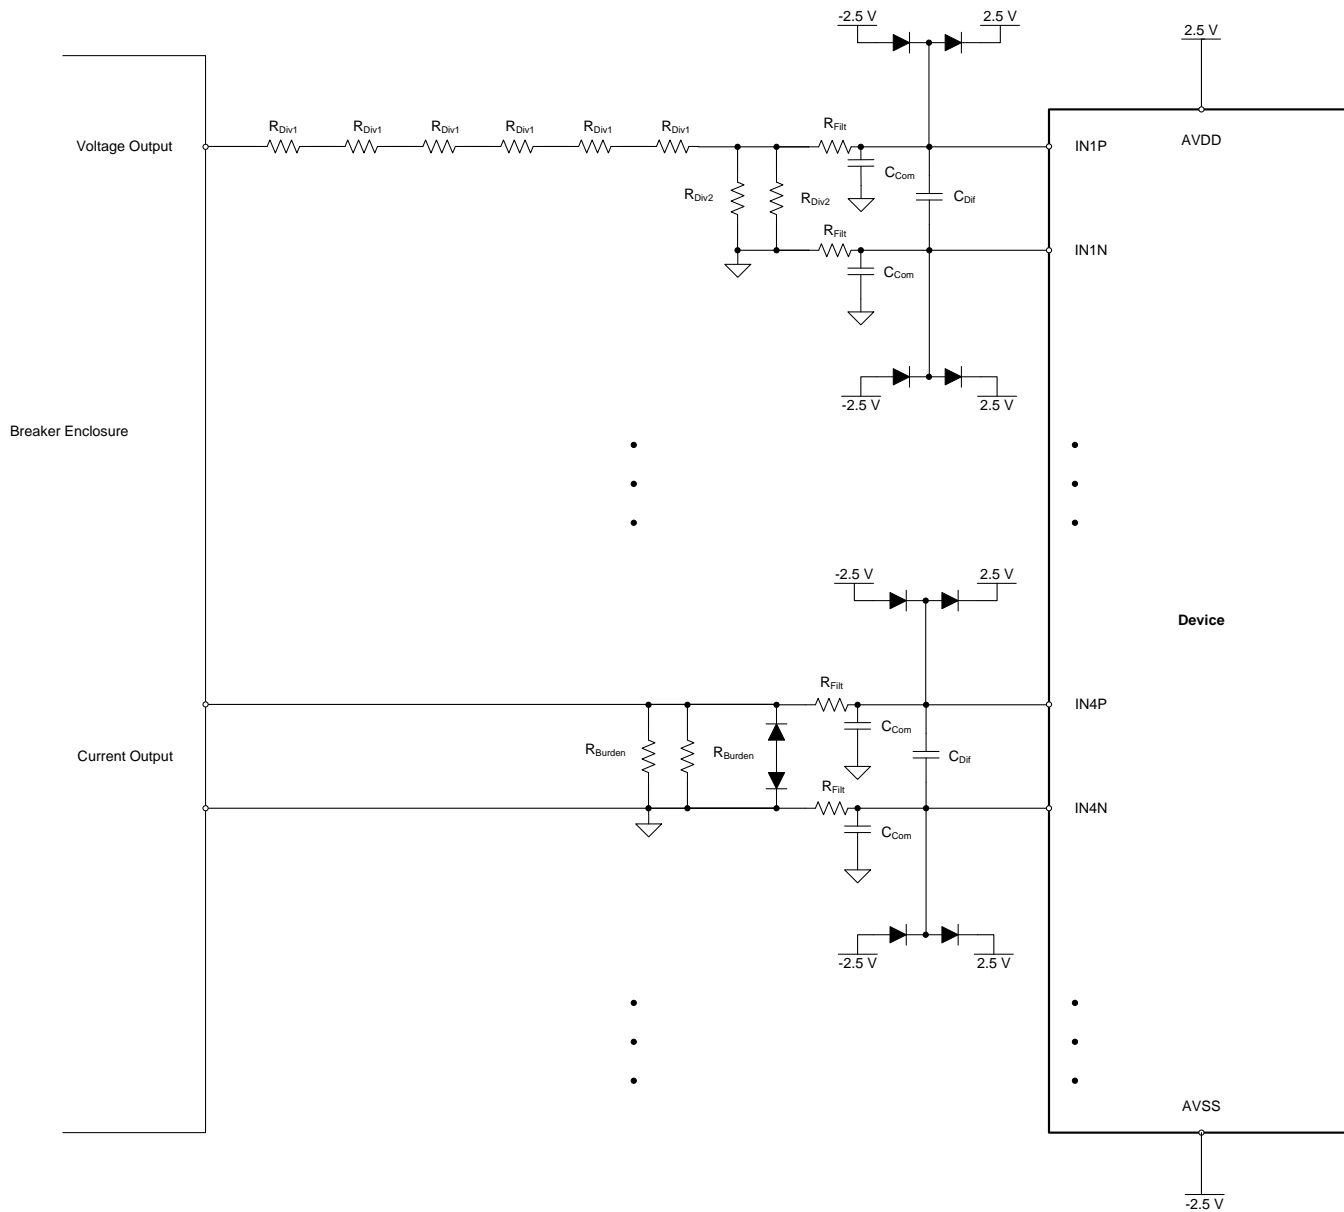 -2.5 V 2.5 V
2.5 V
Voltage Output
RDiv1 RDiv1 RDiv1 RDiv1 RDiv1 RDiv1
RFilt
IN1P
AVDD
CCom
RDiv2
RDiv2
CDif
RFilt
IN1N
CCom
-2.5 V 2.5 V
Breaker Enclosure
-2.5 V 2.5 V
Device
RFilt
IN4P
CCom
Current Output
RBurden
RBurden
CDif
RFilt
IN4N
CCom
-2.5 V 2.5 V
AVSS
-2.5 V